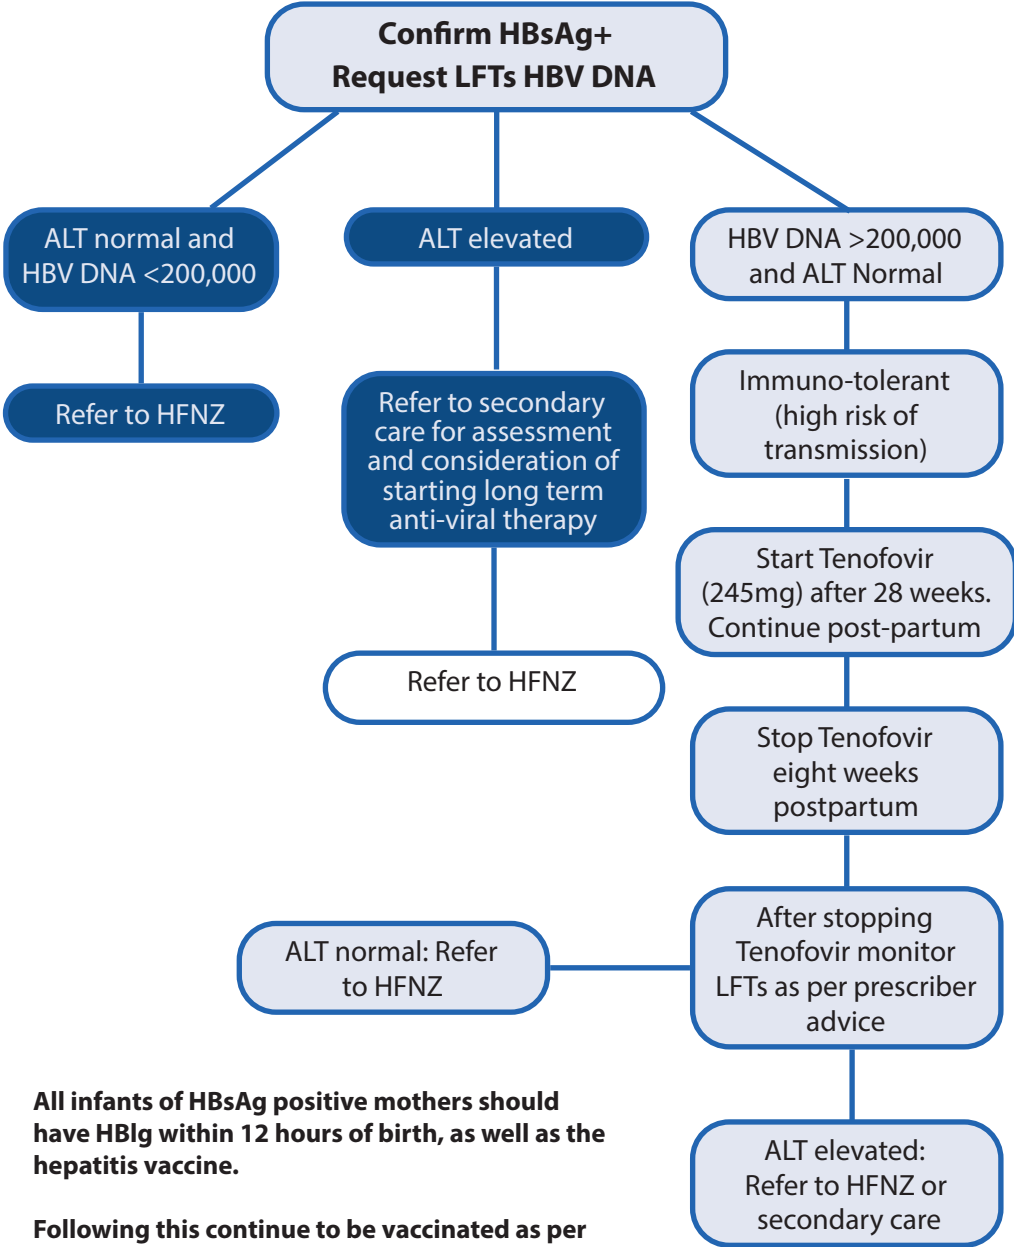 Confirm HBsAg+
Request LFTs HBV DNA
ALT normal and
HBV DNA <200,000
ALT elevated
HBV DNA >200,000
and ALT Normal
Refer to HFNZ
Refer to secondary
care for assessment
and consideration of
starting long term
anti-viral therapy
Immuno-tolerant
(high risk of
transmission)
Start Tenofovir
(245mg) after 28 weeks.
Continue post-partum
Refer to HFNZ
Stop Tenofovir
eight weeks
postpartum
ALT normal: Refer
to HFNZ
After stopping
Tenofovir monitor
LFTs as per prescriber
advice
ALT elevated:
Refer to HFNZ or
secondary care
All infants of HBsAg positive mothers should
have HBIg within 12 hours of birth, as well as the
hepatitis vaccine.
Following this continue to be vaccinated as per